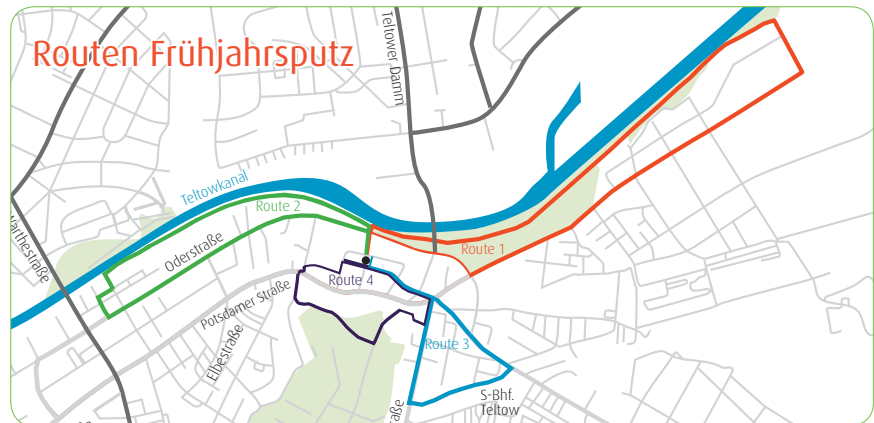 Routen Frühjahrsputz
Teltower Damm
Teltowkanal
Route 2
Warthestraße
Oderstraße
Route 1
Route 4
Potsdamer Straße
Elbestraße
Route 3
S-Bhf.
Teltow